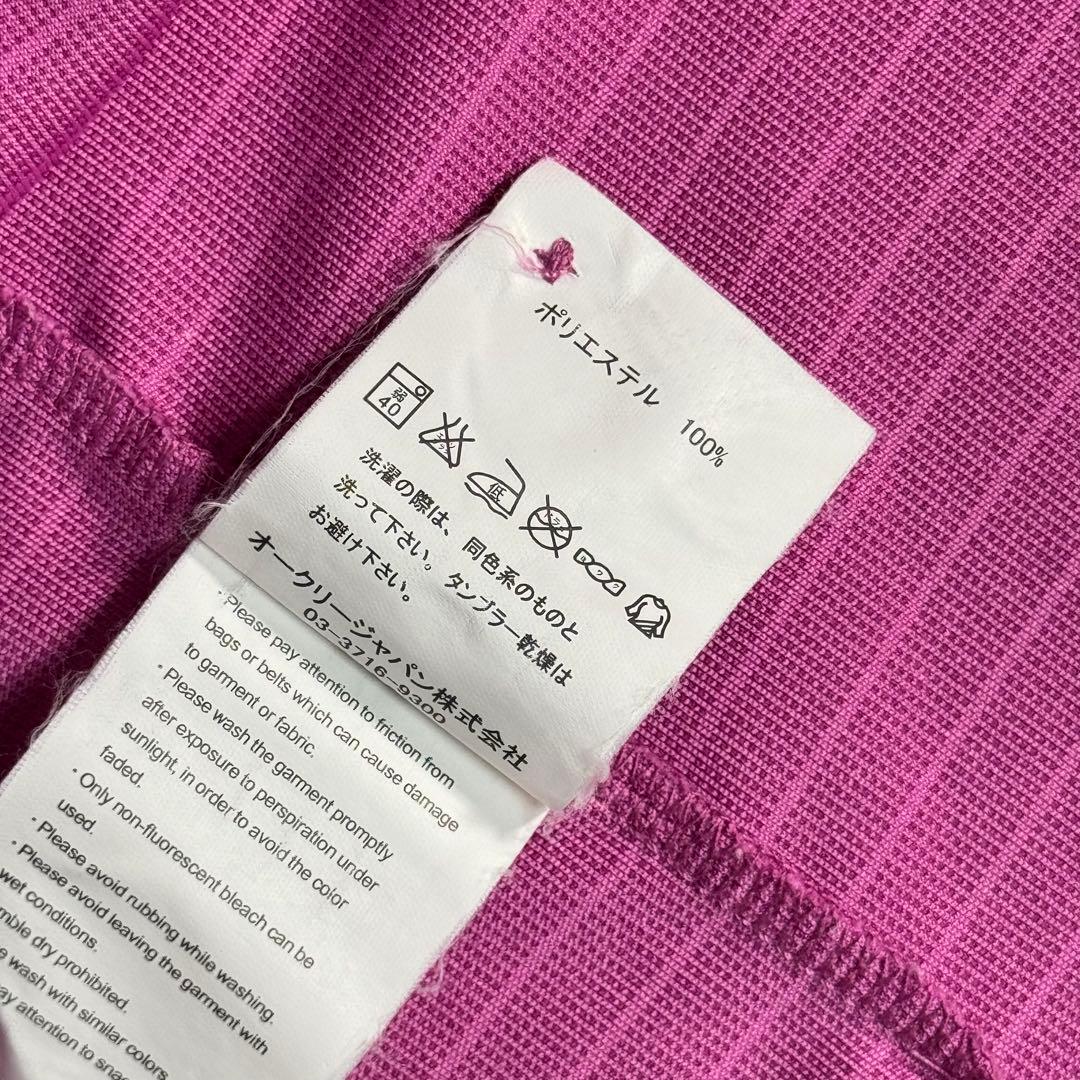 ポリエステル 100%
弱
40
低
洗濯の際は、同色系のものと
洗って下さい。タンブラー乾燥は
お避け下さい。
オークリージャパン株式会社
03-3716-9300
・Please pay attention to friction from
bags or belts which can cause damage
to garment or fabric.
・Please wash the garment promptly
after exposure to perspiration under
sunlight, in order to avoid the color
faded.
・Only non-fluorescent bleach can be
used.
・Please avoid rubbing while washing.
・Please avoid leaving the garment with
wet conditions.
dry prohibited.
wash with similar colors.
attention to